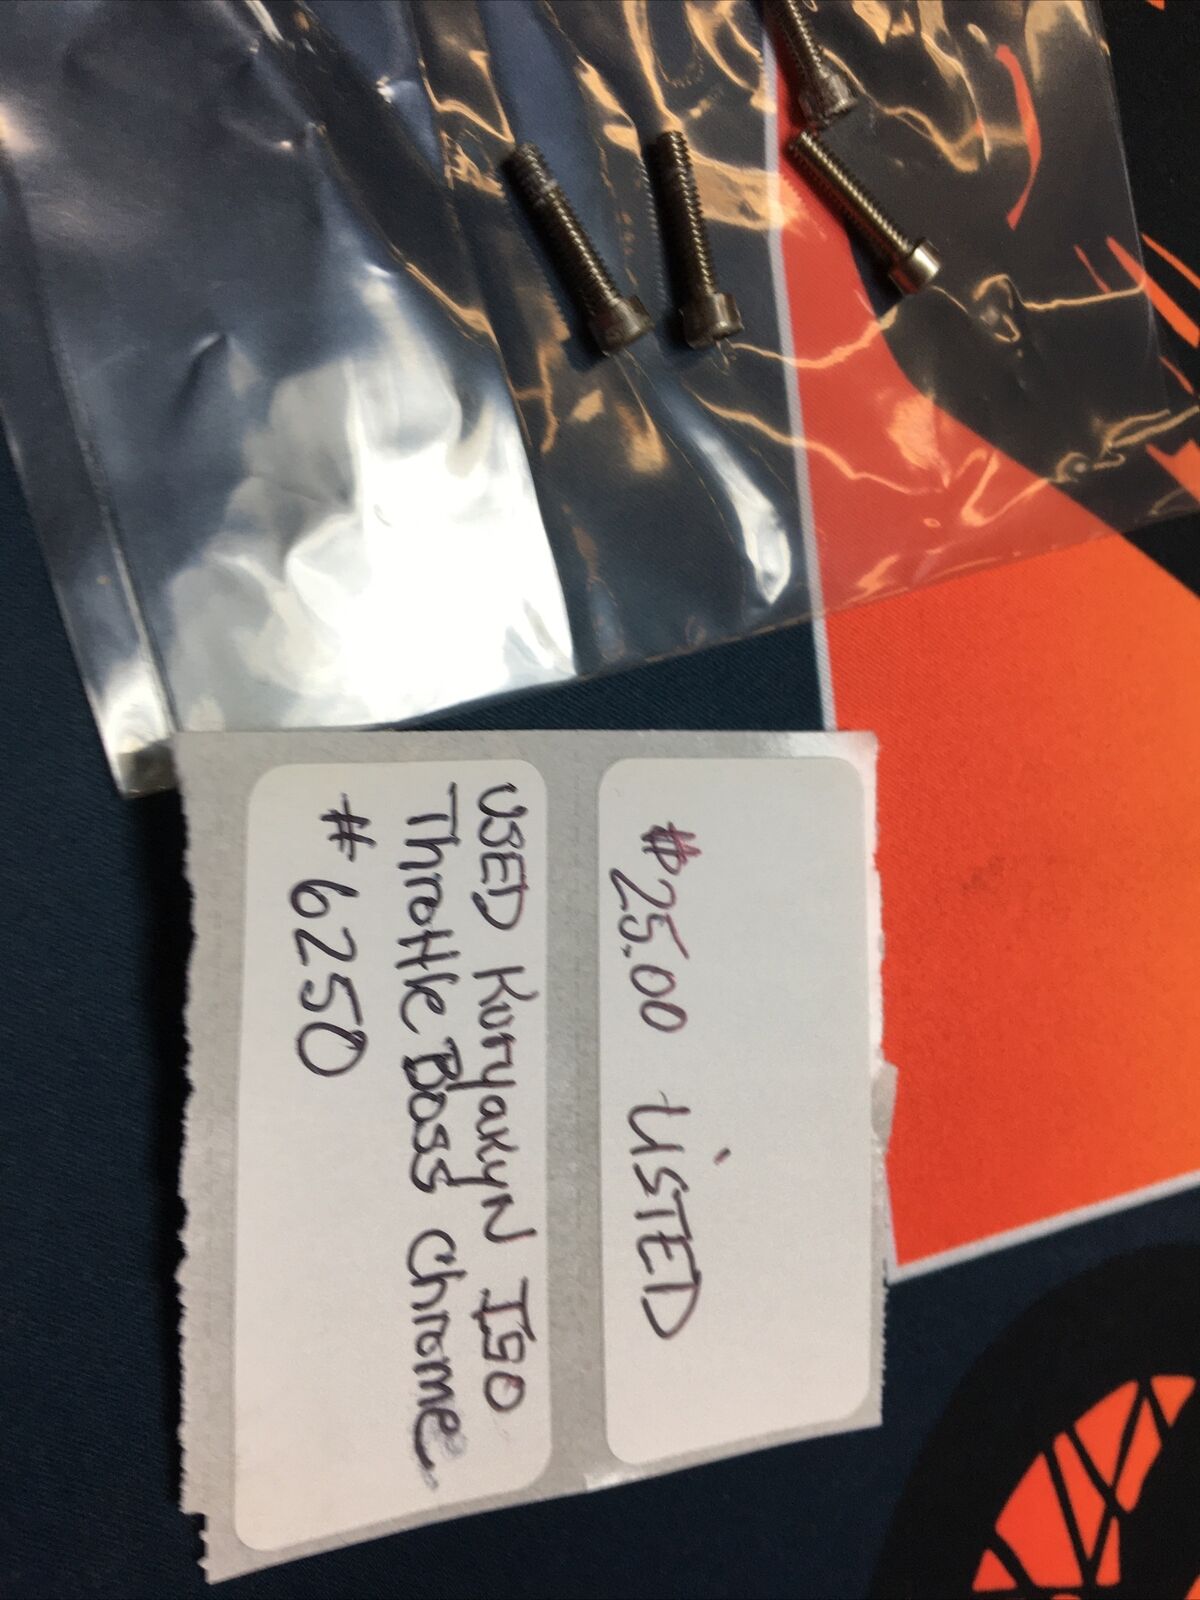 $25.00 LiSTED
USED Kuryakyn ISO
Throttle Boss Chrome
# 6250